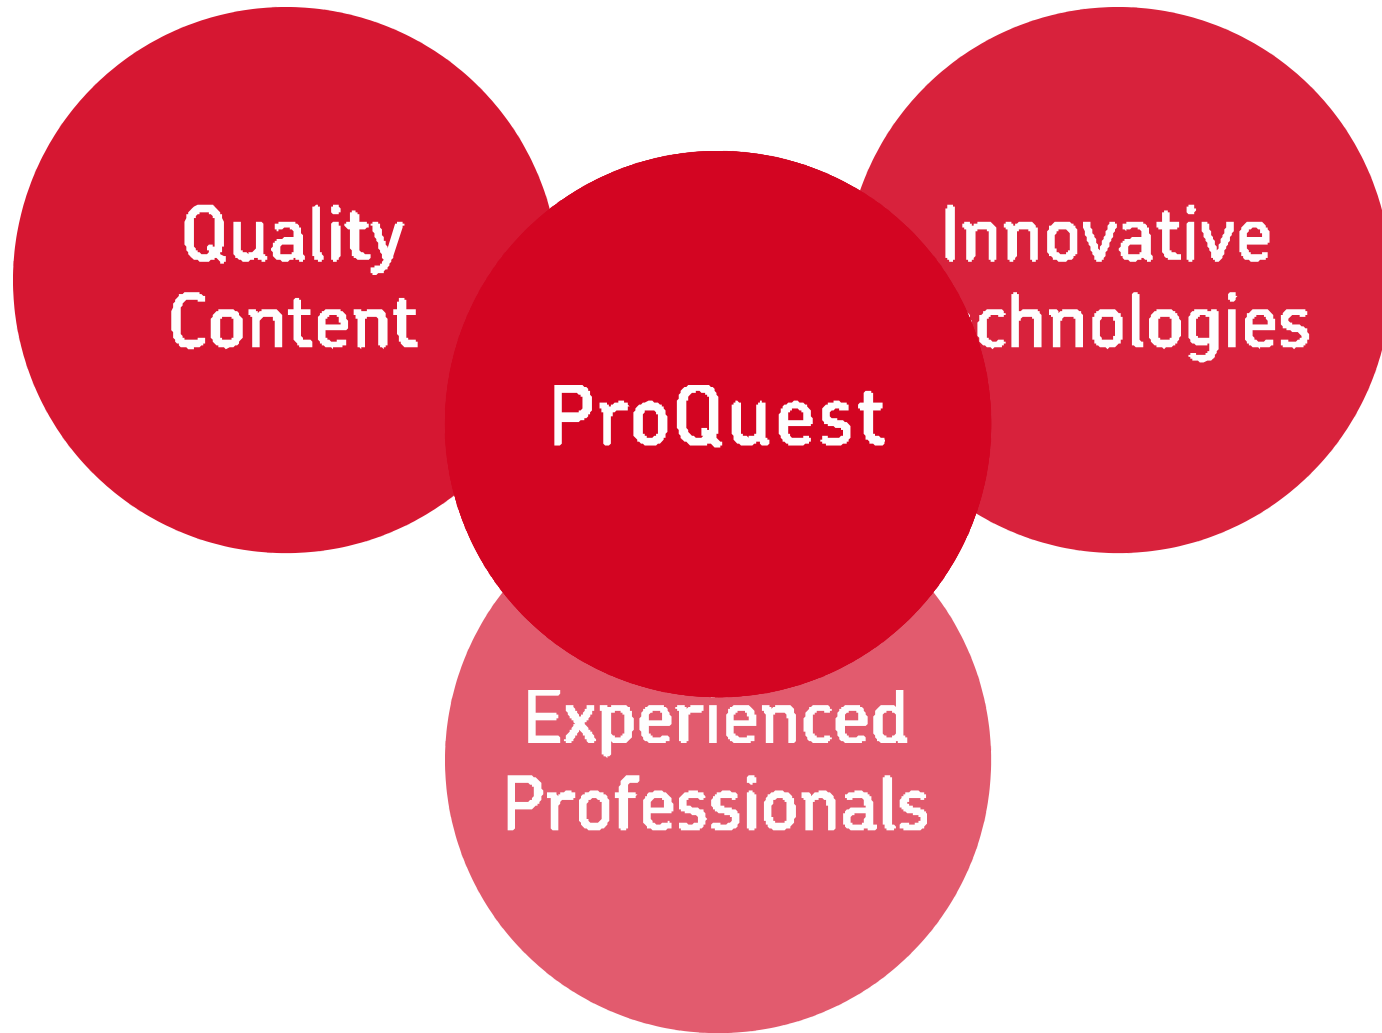 Quality
Content
Innovative
chnologies
ProQuest
Experienced
Professionals